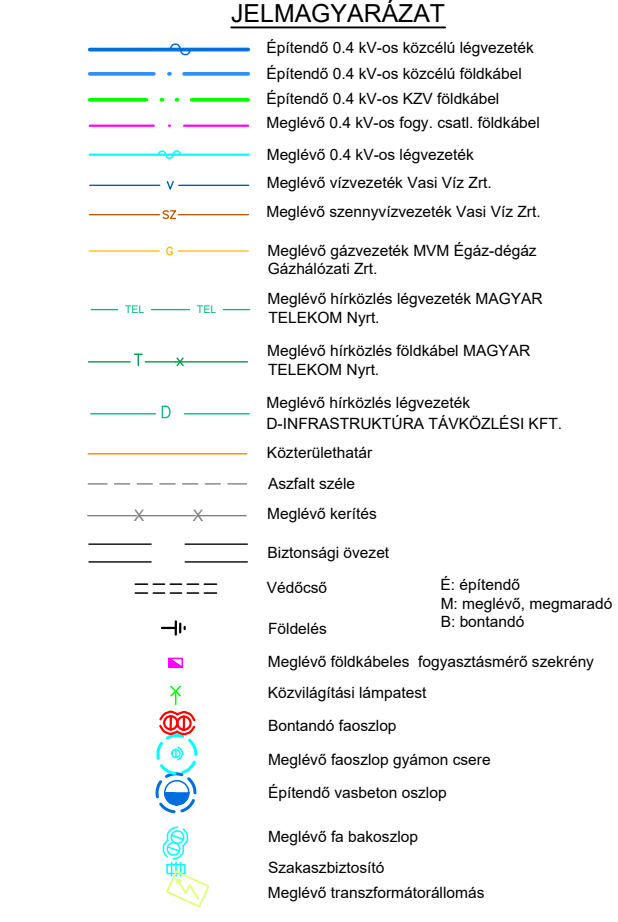 JELMAGYARÁZAT
Építendő 0.4 kV-os közcélú légvezeték
Építendő 0.4 kV-os közcélú földkábel
Építendő 0.4 kV-os KZV földkábel
Meglévő 0.4 kV-os fogy. csatl. földkábel
Meglévő 0.4 kV-os légvezeték
V Meglévő vízvezeték Vasi Víz Zrt.
SZ Meglévő szennyvízvezeték Vasi Víz Zrt.
G Meglévő gázvezeték MVM Égáz-dégáz
Gázhálózati Zrt.
Meglévő hírközlés légvezeték MAGYAR
TEL TEL
TELEKOM Nyrt.
Meglévő hírközlés földkábel MAGYAR
T x
TELEKOM Nyrt.
Meglévő hírközlés légvezeték
D
D-INFRASTRUKTÚRA TÁVKÖZLÉSI KFT.
Közterülethatár
Aszfalt széle
X X Meglévő kerítés
Biztonsági övezet
Védőcső
É: építendő
M: meglévő, megmaradó
B: bontandó
Földelés
Meglévő földkábeles fogyasztásmérő szekrény
Közvilágítási lámpatest
Bontandó faoszlop
Meglévő faoszlop gyámon csere
Építendő vasbeton oszlop
Meglévő fa bakoszlop
Szakaszbiztosító
Meglévő transzformátorállomás